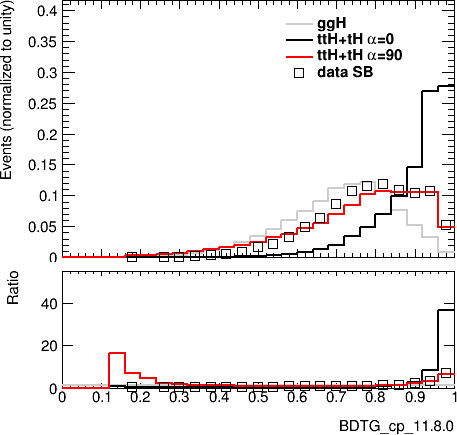 Events (normalized to unity)
0.4
0.35
0.3
0.25
0.2
0.15
0.1
0.05
0
ggH
ttH+tH α=0
ttH+tH α=90
data SB
Ratio
40
20
0
0 0.1 0.2 0.3 0.4 0.5 0.6 0.7 0.8 0.9 1
BDTG_cp_11.8.0